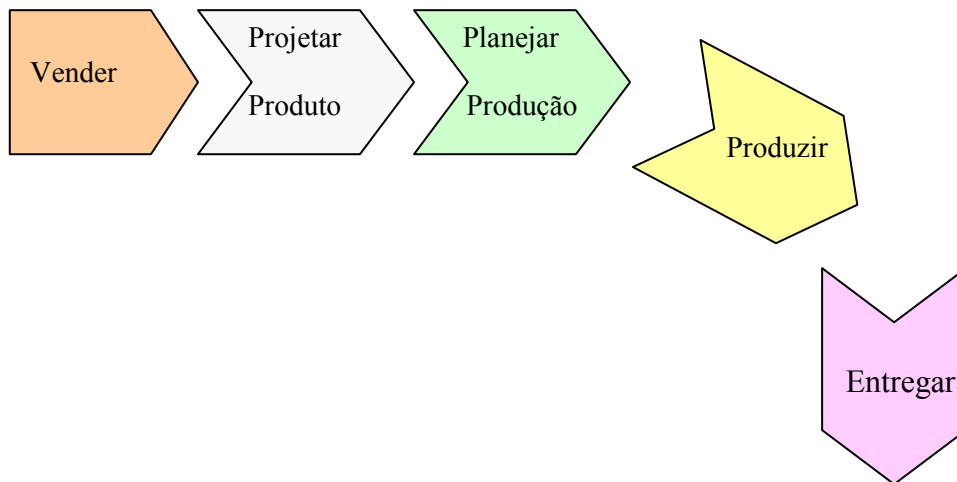 Vender
Projetar
Produto
Planejar
Produção
Produzir
Entregar